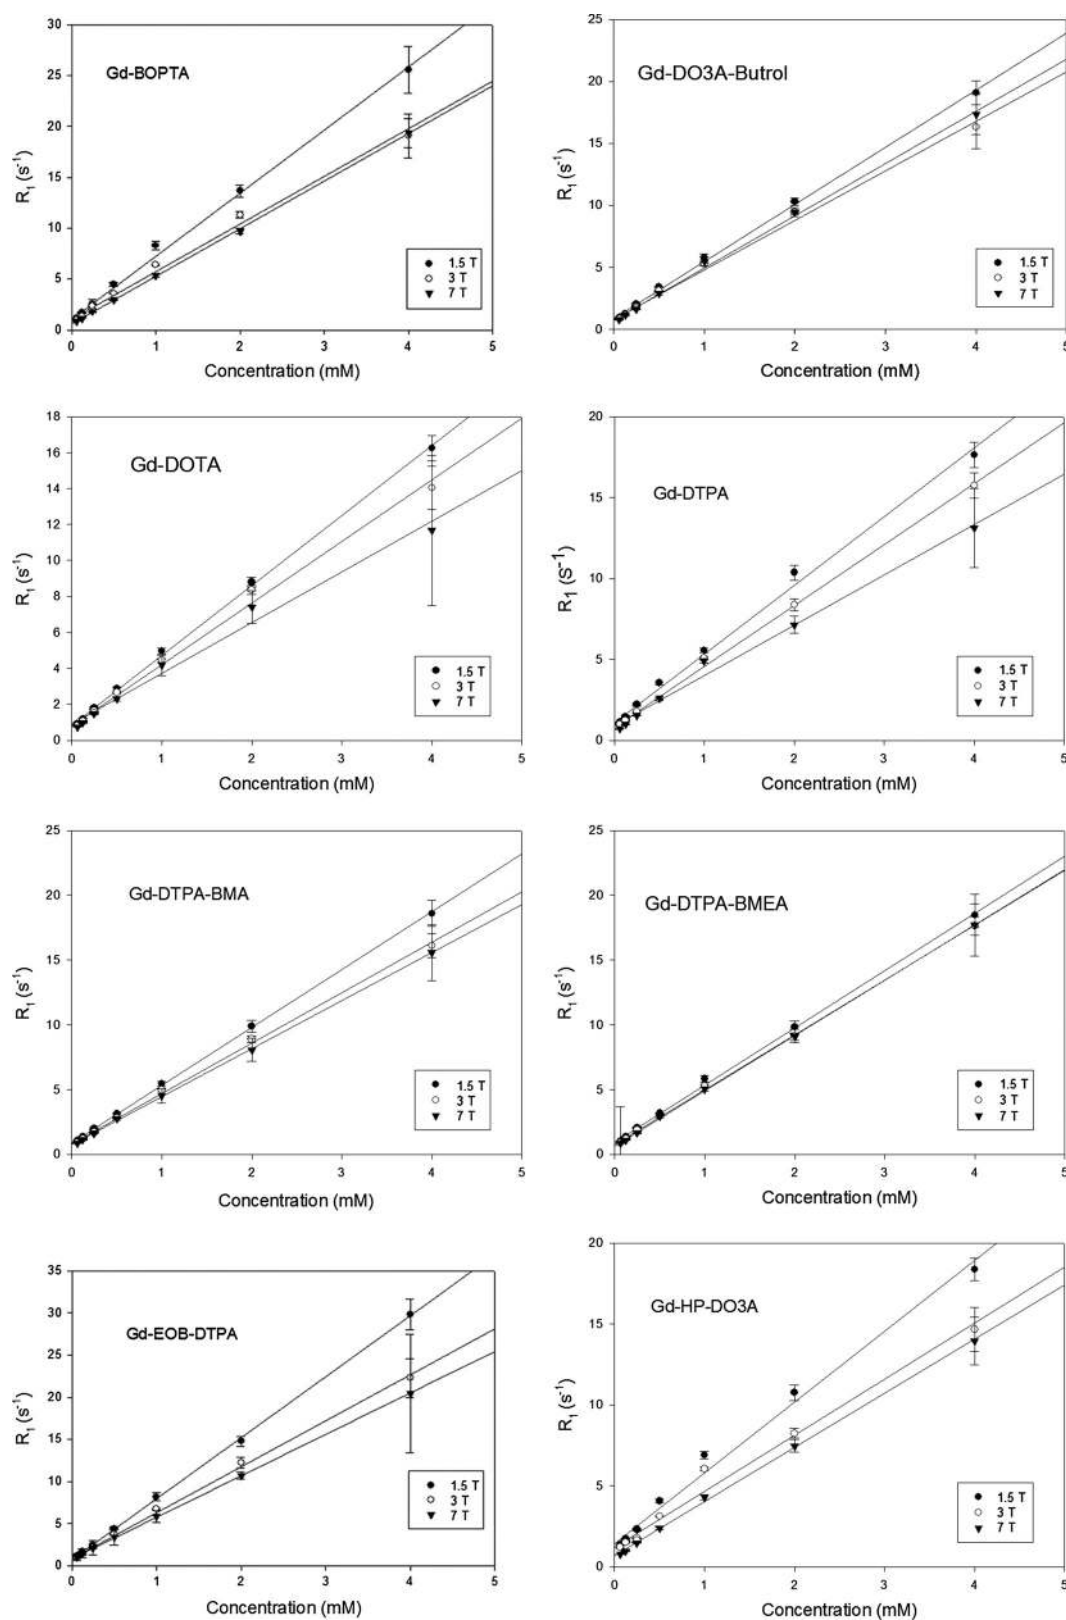 Gd-BOPTA
30
25
20
15
10
5
0
R1 (s-1)
1.5 T
3 T
7 T
0 1 2 3 4 5
Concentration (mM)
Gd-DO3A-Butrol
25
20
15
10
5
0
R1 (s-1)
1.5 T
3 T
7 T
0 1 2 3 4 5
Concentration (mM)
Gd-DOTA
18
16
14
12
10
8
6
4
2
0
R1 (s-1)
1.5 T
3 T
7 T
0 1 2 3 4 5
Concentration (mM)
Gd-DTPA
20
15
10
5
0
R1 (S-1)
1.5 T
3 T
7 T
0 1 2 3 4 5
Concentration (mM)
Gd-DTPA-BMA
25
20
15
10
5
0
R1 (s-1)
1.5 T
3 T
7 T
0 1 2 3 4 5
Concentration (mM)
Gd-DTPA-BMEA
25
20
15
10
5
0
R1 (s-1)
1.5 T
3 T
7 T
0 1 2 3 4 5
Concentration (mM)
Gd-EOB-DTPA
35
30
25
20
15
10
5
0
R1 (s-1)
1.5 T
3 T
7 T
0 1 2 3 4 5
Concentration (mM)
Gd-HP-DO3A
20
15
10
5
0
R1 (s-1)
1.5 T
3 T
7 T
0 1 2 3 4 5
Concentration (mM)